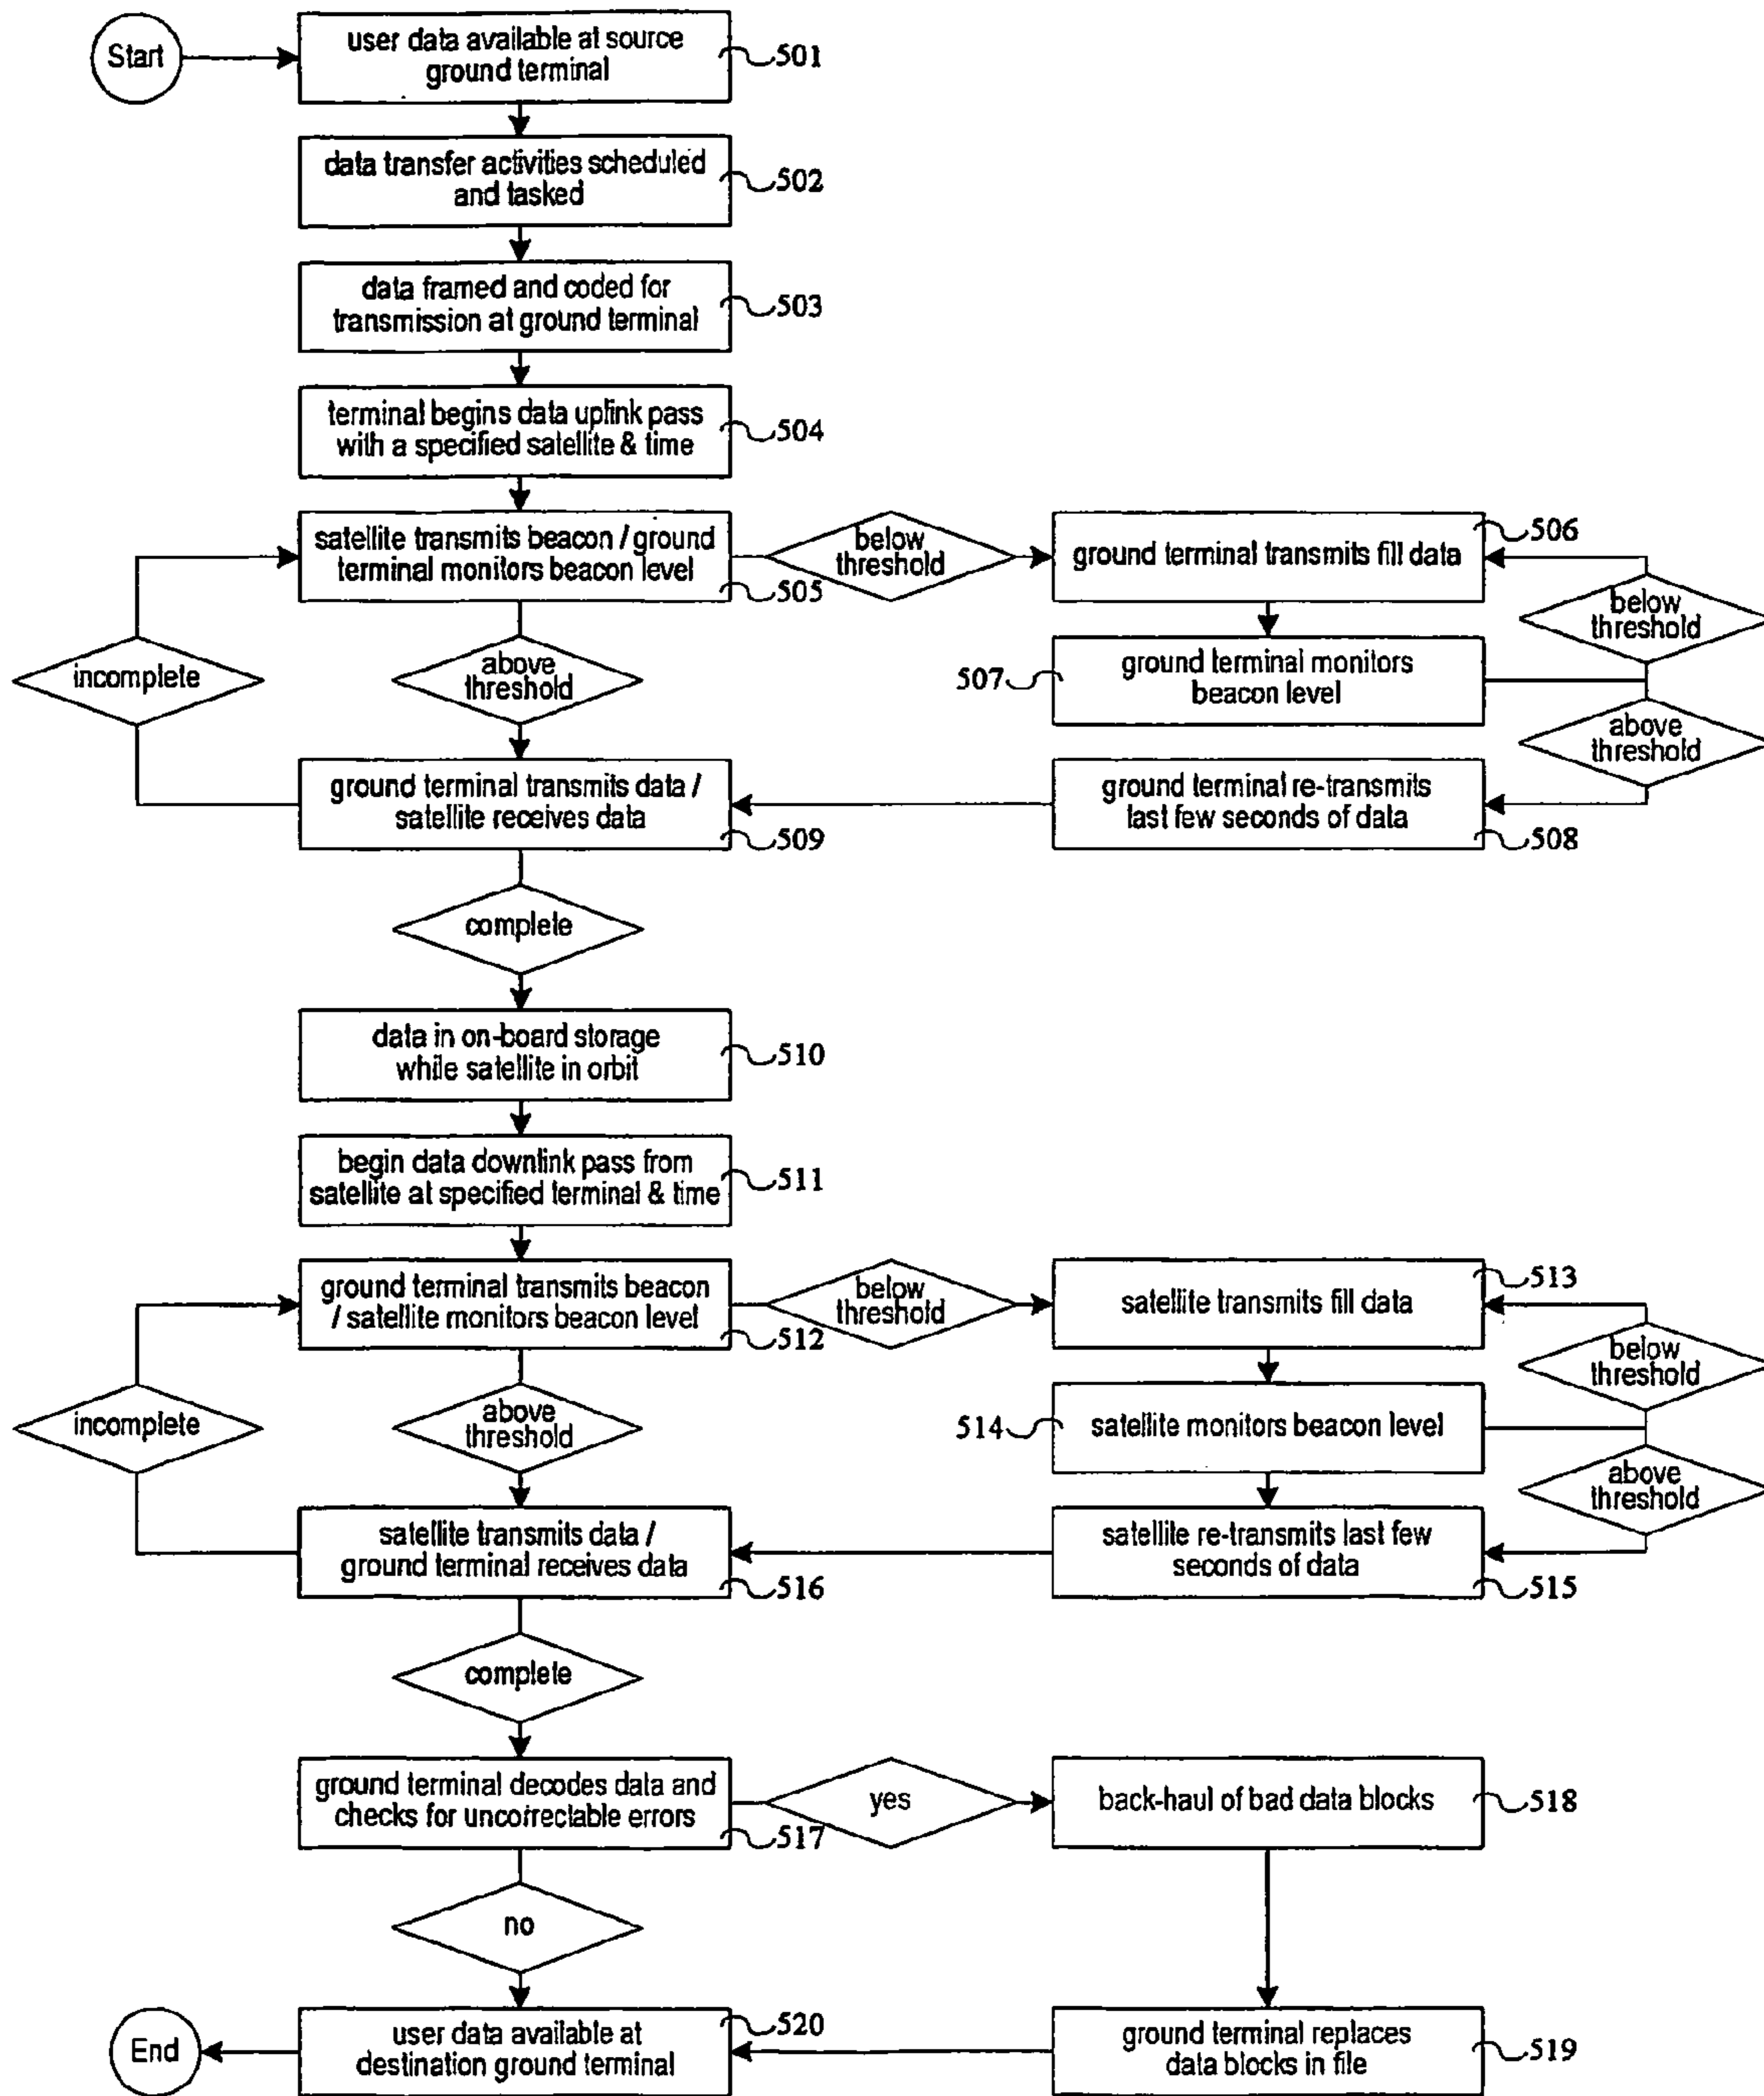 Start
user data available at source
ground terminal
501
data transfer activities scheduled
and tasked
502
data framed and coded for
transmission at ground terminal
503
terminal begins data uplink pass
with a specified satellite & time
504
satellite transmits beacon / ground
terminal monitors beacon level
505
below
threshold
ground terminal transmits fill data
506
below
threshold
incomplete
above
threshold
507
ground terminal monitors
beacon level
above
threshold
ground terminal transmits data /
satellite receives data
509
ground terminal re-transmits
last few seconds of data
508
complete
data in on-board storage
while satellite in orbit
510
begin data downlink pass from
satellite at specified terminal & time
511
ground terminal transmits beacon
/ satellite monitors beacon level
512
below
threshold
satellite transmits fill data
513
below
threshold
incomplete
above
threshold
514
satellite monitors beacon level
above
threshold
satellite transmits data /
ground terminal receives data
516
satellite re-transmits last few
seconds of data
515
complete
ground terminal decodes data and
checks for uncorrectable errors
517
yes
back-haul of bad data blocks
518
no
End
user data available at
destination ground terminal
520
ground terminal replaces
data blocks in file
519